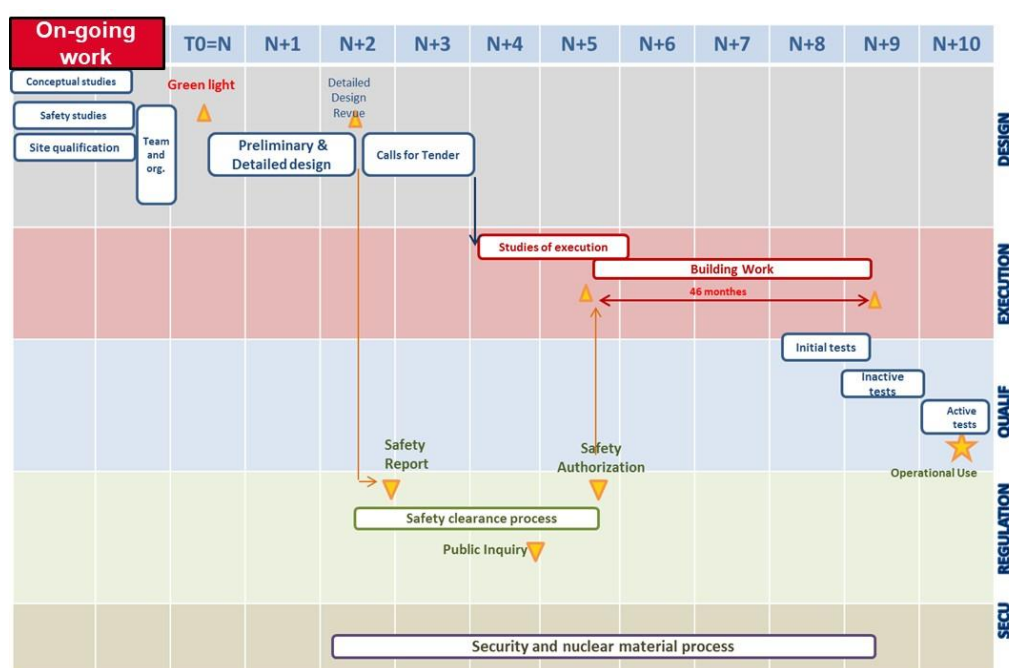 On-going
work
T0=N
N+1
N+2
N+3
N+4
N+5
N+6
N+7
N+8
N+9
N+10
Conceptual studies
Safety studies
Site qualification
Team
and
org.
Green light
Detailed
Design
Revue
Preliminary &
Detailed design
Calls for Tender
DESIGN
Studies of execution
Building Work
46 monthes
EXECUTION
Initial tests
Inactive
tests
Active
tests
Operational Use
QUALIF
Safety
Report
Safety
Authorization
Safety clearance process
Public Inquiry
REGULATION
Security and nuclear material process
SECU